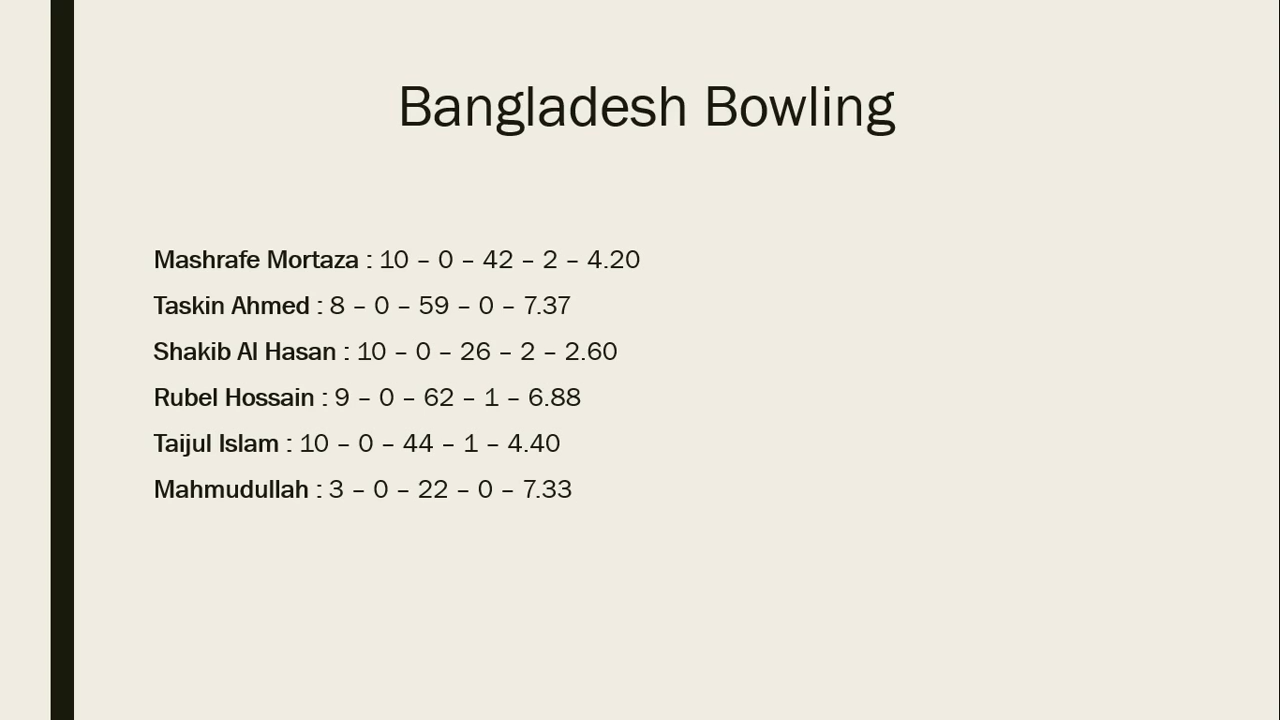 Bangladesh Bowling
Mashrafe Mortaza : 10 – 0 – 42 – 2 – 4.20
Taskin Ahmed : 8 – 0 – 59 – 0 – 7.37
Shakib Al Hasan : 10 – 0 – 26 – 2 – 2.60
Rubel Hossain : 9 – 0 – 62 – 1 – 6.88
Taijul Islam : 10 – 0 – 44 – 1 – 4.40
Mahmudullah : 3 – 0 – 22 – 0 – 7.33